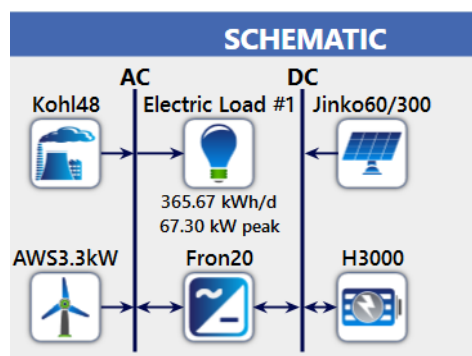 SCHEMATIC
AC DC
Kohl48 Electric Load #1 Jinko60/300
365.67 kWh/d
67.30 kW peak
AWS3.3kW Fron20 H3000